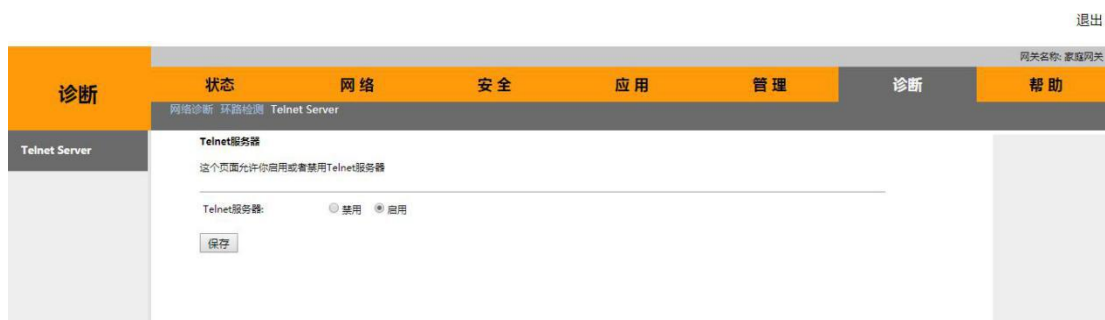 退出
网关名称: 家庭网关
诊断
状态 网络 安全 应用 管理 诊断 帮助
网络诊断 环路检测 Telnet Server
Telnet Server
Telnet服务器
这个页面允许你启用或者禁用Telnet服务器
Telnet服务器: 禁用 启用
保存